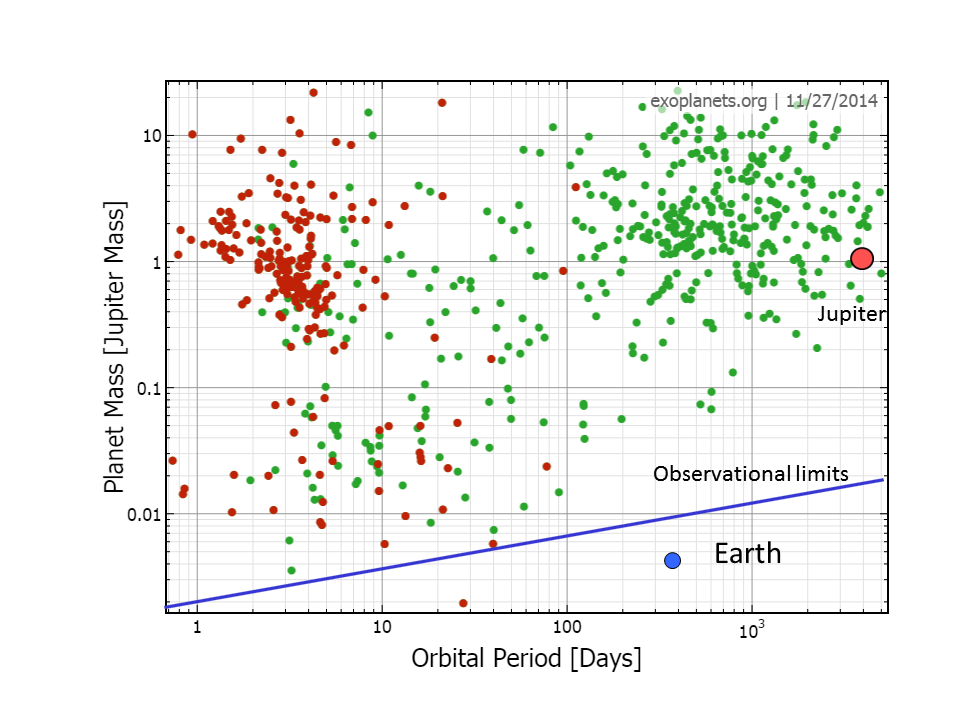 exoplanets.org | 11/27/2014
Planet Mass [Jupiter Mass]
10
1
0.1
0.01
Jupiter
Observational limits
Earth
1 10 100 10³
Orbital Period [Days]